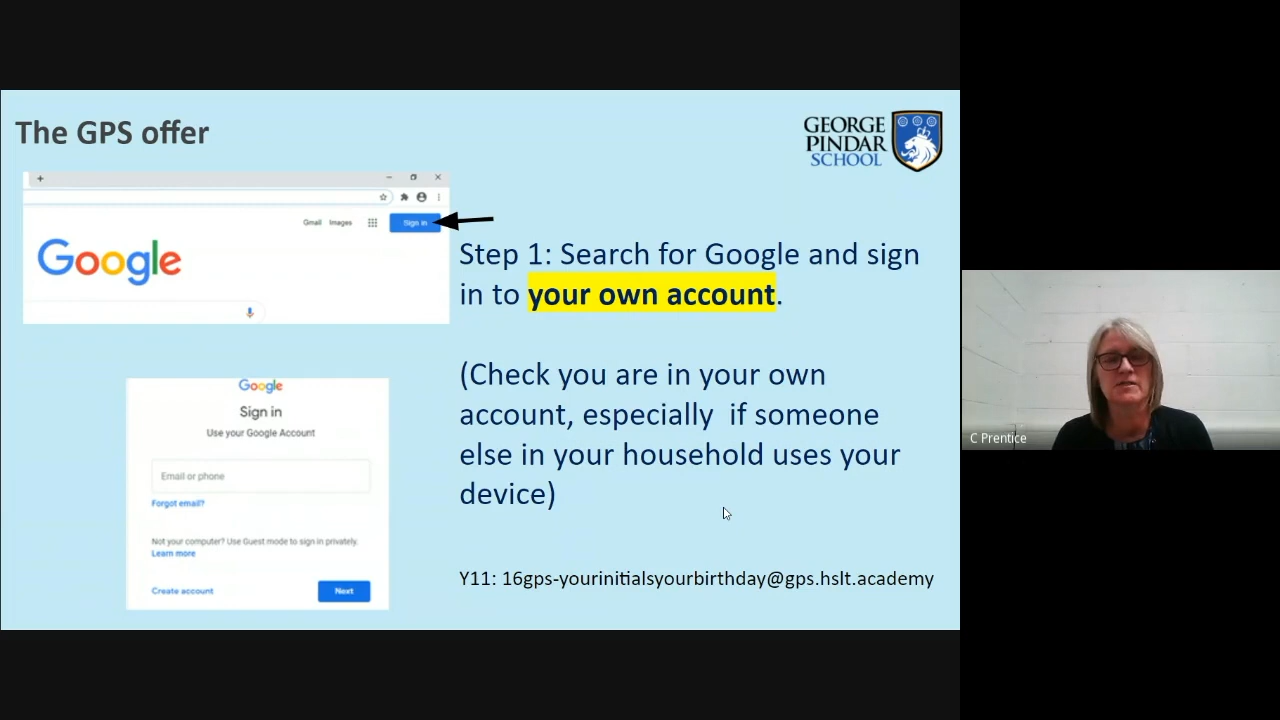 The GPS offer
GEORGE
PINDAR
SCHOOL
Gmail Images
Sign in
Google
Step 1: Search for Google and sign
in to your own account.
(Check you are in your own
account, especially  if someone
else in your household uses your
device)
Google
Sign in
Use your Google Account
Email or phone
Forgot email?
Not your computer? Use Guest mode to sign in privately.
Learn more
Create account
Next
Y11: 16gps-yourinitialsyourbirthday@gps.hslt.academy
C Prentice